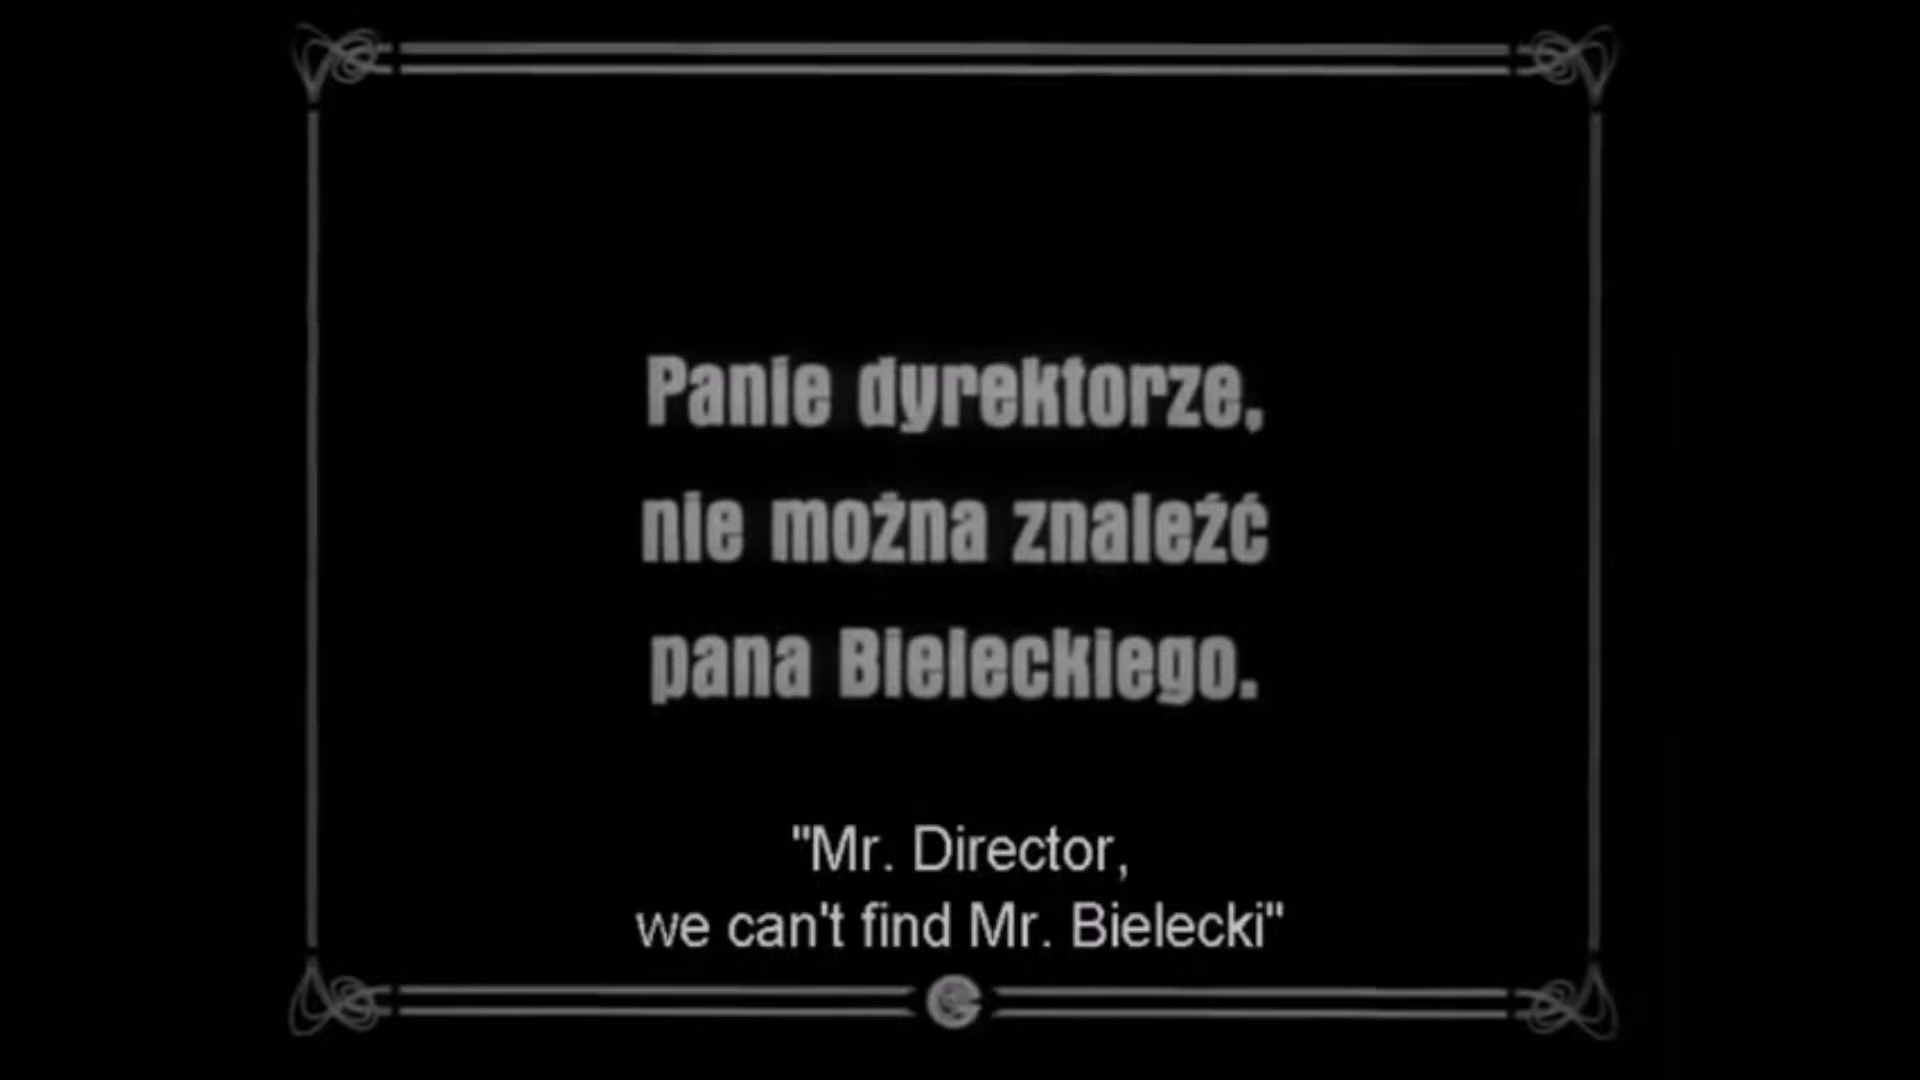 Panie dyrektorze,
nie można znaleźć
pana Bieleckiego.
"Mr. Director,
we can't find Mr. Bielecki"